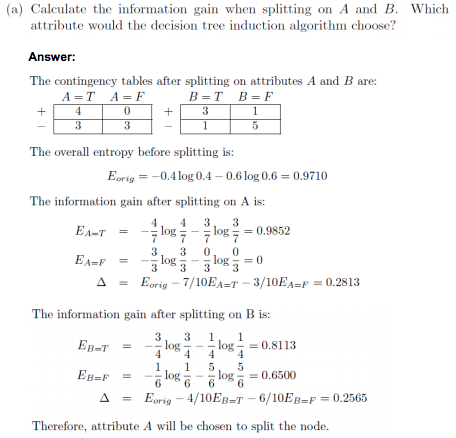 (a) Calculate the information gain when splitting on A and B. Which
attribute would the decision tree induction algorithm choose?
Answer:
The contingency tables after splitting on attributes A and B are:
A = T A = F B = T B = F
+ 4 0 + 3 1
− 3 3 − 1 5
The overall entropy before splitting is:
E_orig = −0.4 log 0.4 − 0.6 log 0.6 = 0.9710
The information gain after splitting on A is:
E_A=T = −4/7 log 4/7 − 3/7 log 3/7 = 0.9852
E_A=F = −3/3 log 3/3 − 0/3 log 0/3 = 0
Δ = E_orig − 7/10E_A=T − 3/10E_A=F = 0.2813
The information gain after splitting on B is:
E_B=T = −3/4 log 3/4 − 1/4 log 1/4 = 0.8113
E_B=F = −1/6 log 1/6 − 5/6 log 5/6 = 0.6500
Δ = E_orig − 4/10E_B=T − 6/10E_B=F = 0.2565
Therefore, attribute A will be chosen to split the node.